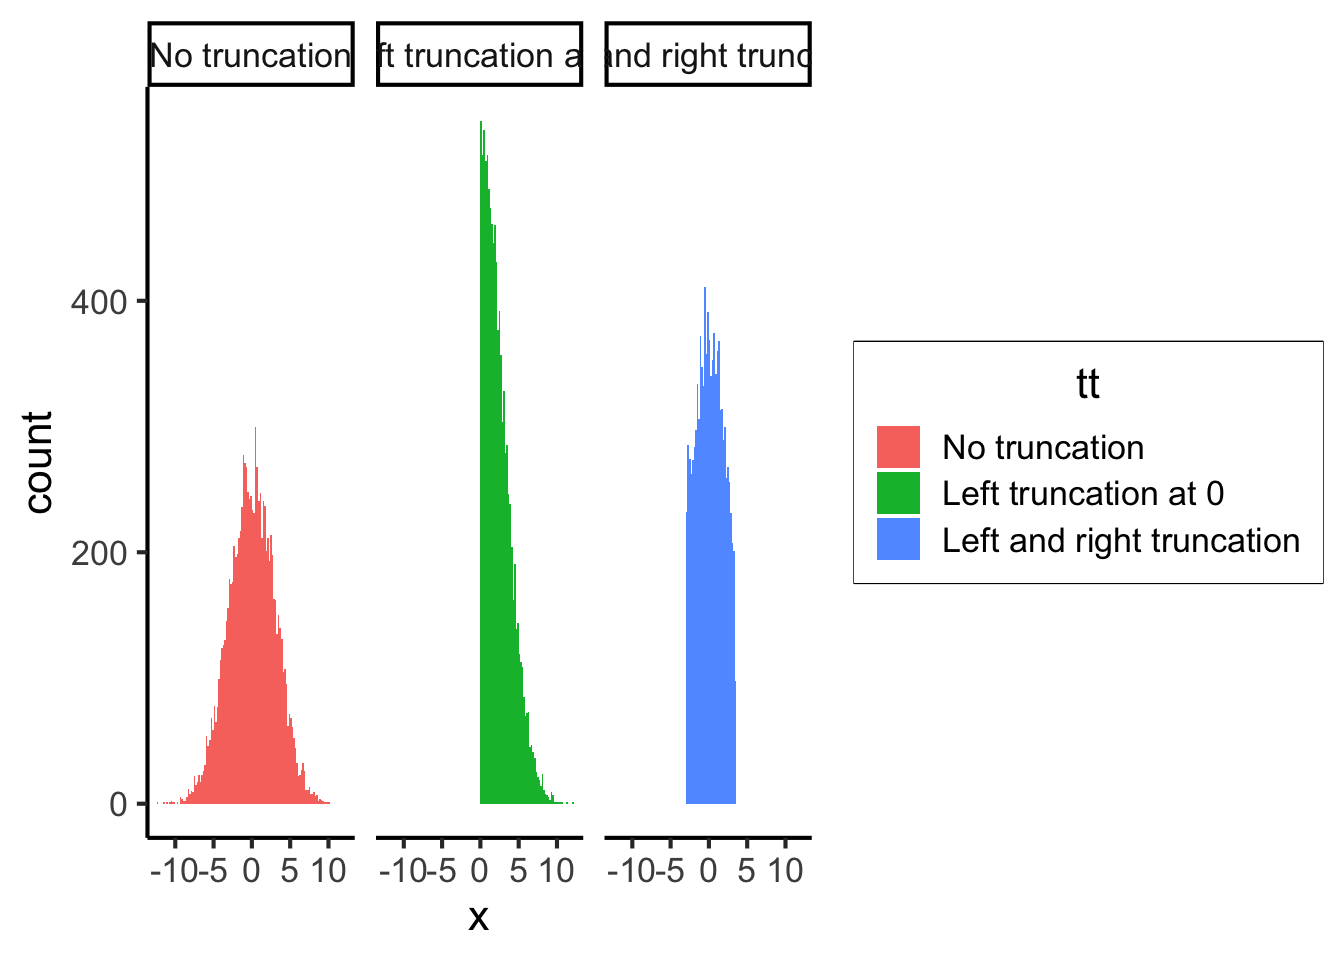 No truncation
ft truncation a
and right trunc
400
200
0
count
-10 -5 0 5 10
-10 -5 0 5 10
-10 -5 0 5 10
x
tt
No truncation
Left truncation at 0
Left and right truncation